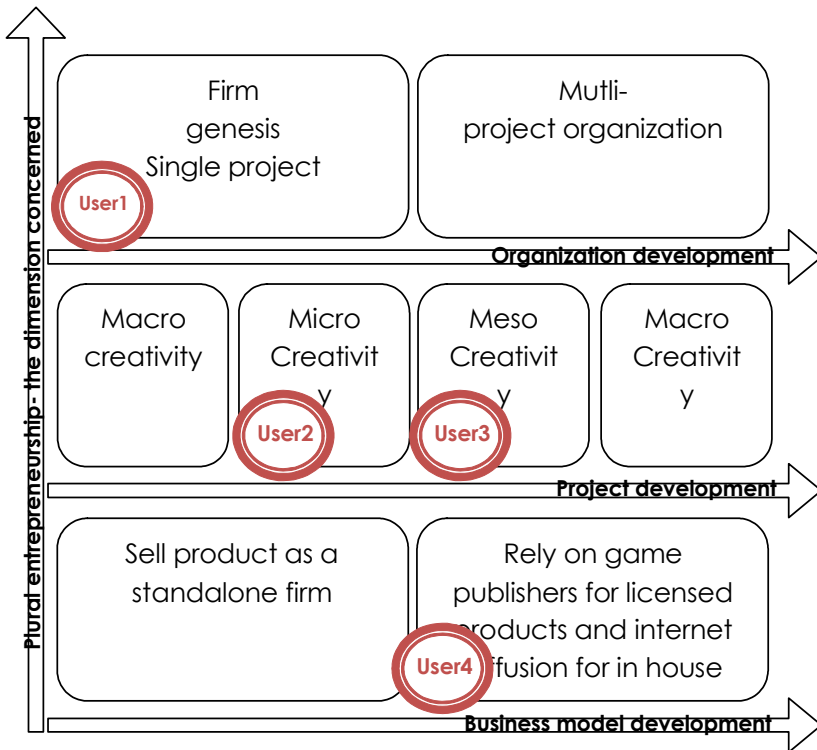 Plural entrepreneurship- the dimension concerned
Firm
genesis
Single project
User1
Mutli-
project organization
Organization development
Macro
creativity
Micro
Creativit
y
User2
Meso
Creativit
y
User3
Macro
Creativit
y
Project development
Sell product as a
standalone firm
Rely on game
publishers for licensed
products and internet
ffusion for in house
User4
Business model development